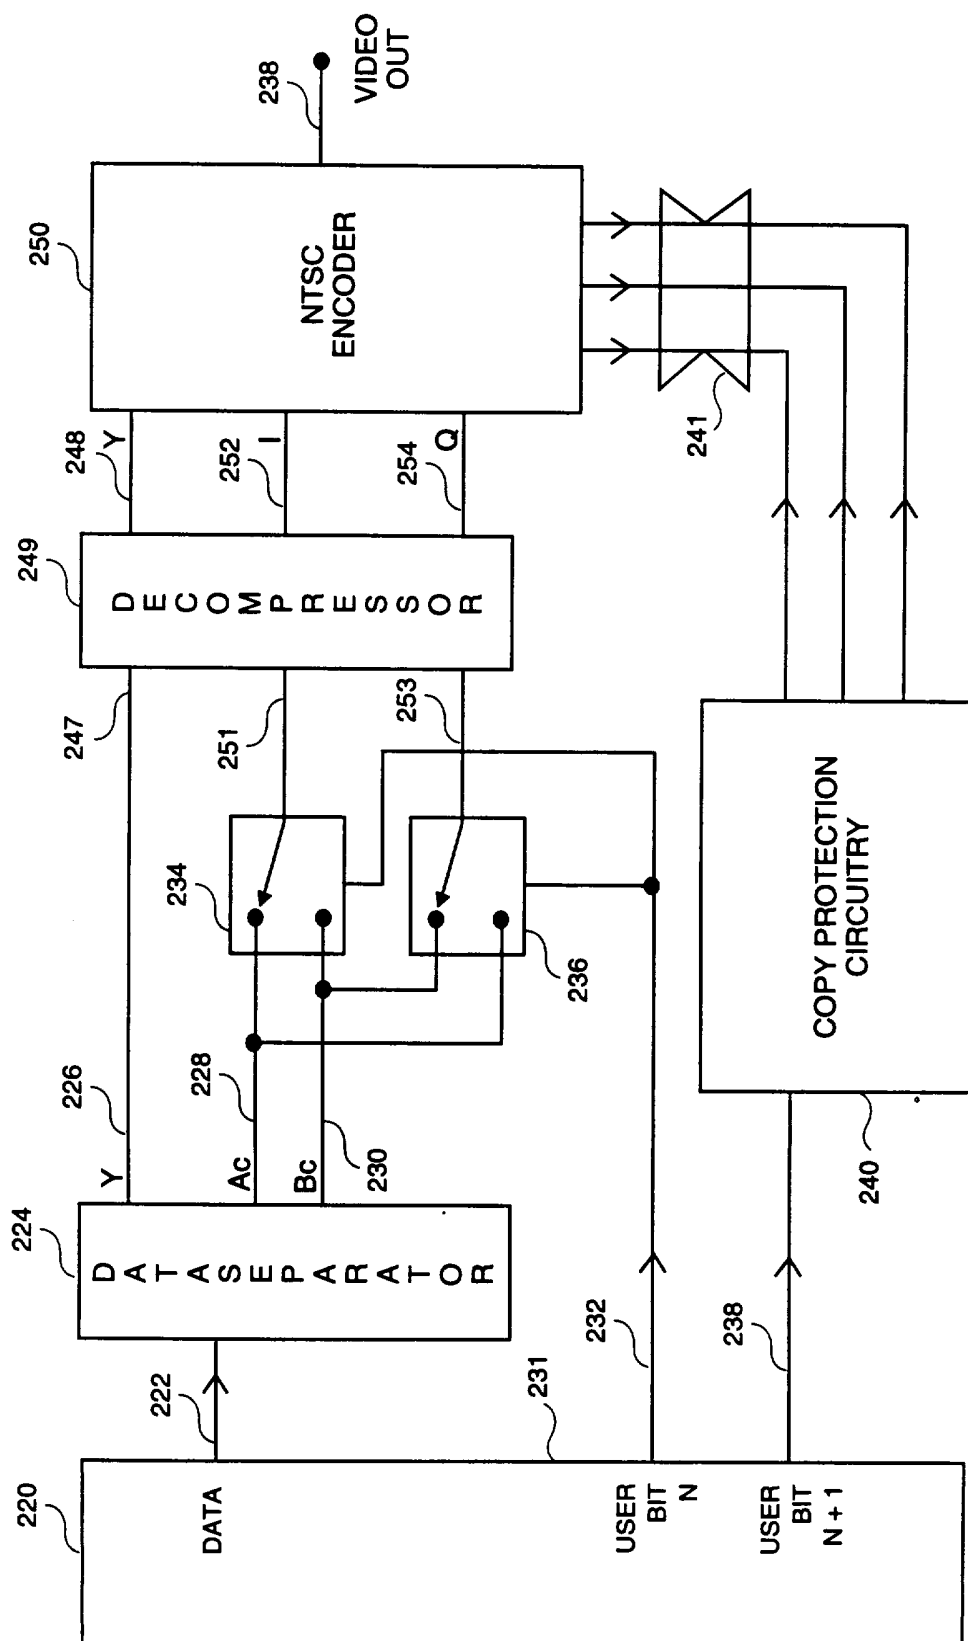 220
DATA
222
224
DATA SEPARATOR
Y
226
Ac
228
Bc
230
231
USER
BIT
N
232
USER
BIT
N + 1
238
234
236
247
251
253
249
DECOMPRESSOR
248
Y
252
I
254
Q
250
NTSC
ENCODER
238
VIDEO
OUT
241
COPY PROTECTION
CIRCUITRY
240